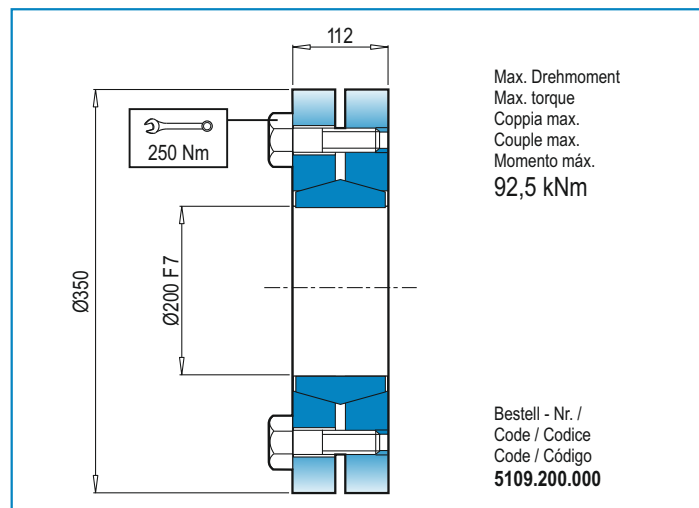 112
250 Nm
Ø350
Ø200 F7
Max. Drehmoment
Max. torque
Coppia max.
Couple max.
Momento máx.
92,5 kNm
Bestell - Nr. /
Code / Codice
Code / Código
5109.200.000